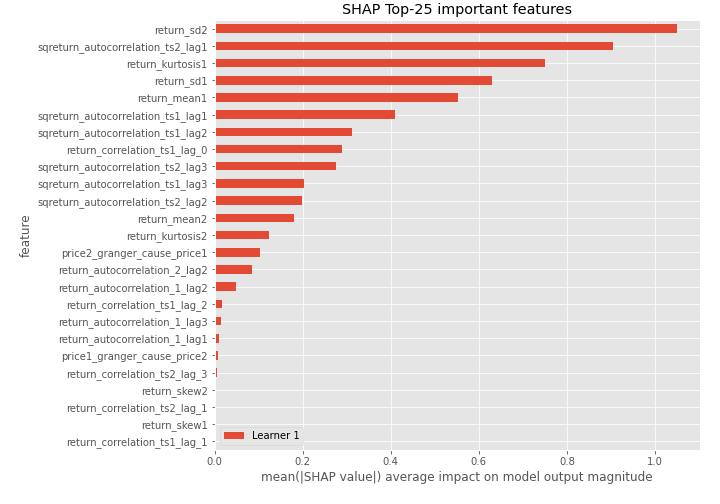 SHAP Top-25 important features
feature
return_sd2
sqreturn_autocorrelation_ts2_lag1
return_kurtosis1
return_sd1
return_mean1
sqreturn_autocorrelation_ts1_lag1
sqreturn_autocorrelation_ts1_lag2
return_correlation_ts1_lag_0
sqreturn_autocorrelation_ts2_lag3
sqreturn_autocorrelation_ts1_lag3
sqreturn_autocorrelation_ts2_lag2
return_mean2
return_kurtosis2
price2_granger_cause_price1
return_autocorrelation_2_lag2
return_autocorrelation_1_lag2
return_correlation_ts1_lag_2
return_autocorrelation_1_lag3
return_autocorrelation_1_lag1
price1_granger_cause_price2
return_correlation_ts2_lag_3
return_skew2
return_correlation_ts2_lag_1
return_skew1
return_correlation_ts1_lag_1
Learner 1
0.0 0.2 0.4 0.6 0.8 1.0
mean(|SHAP value|) average impact on model output magnitude